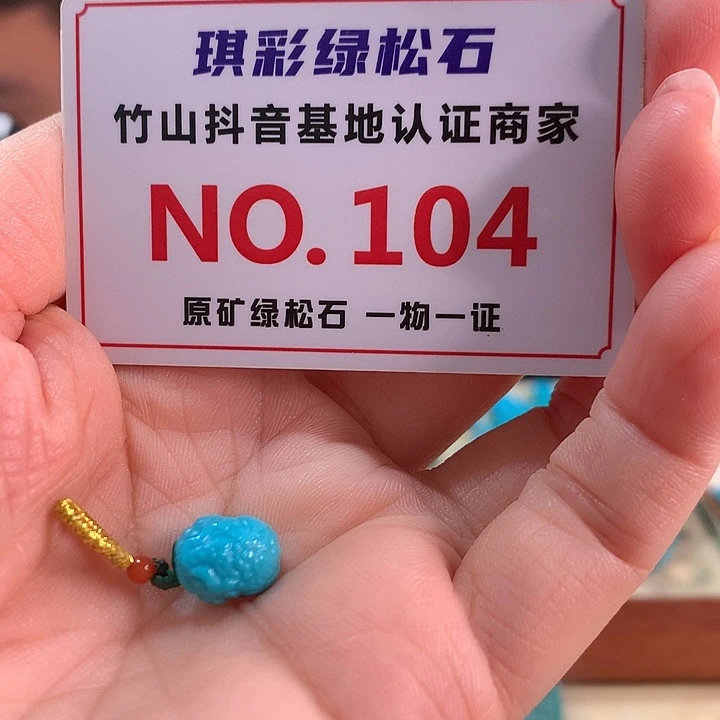 琪彩绿松石
竹山抖音基地认证商家
NO.104
原矿绿松石 一物一证